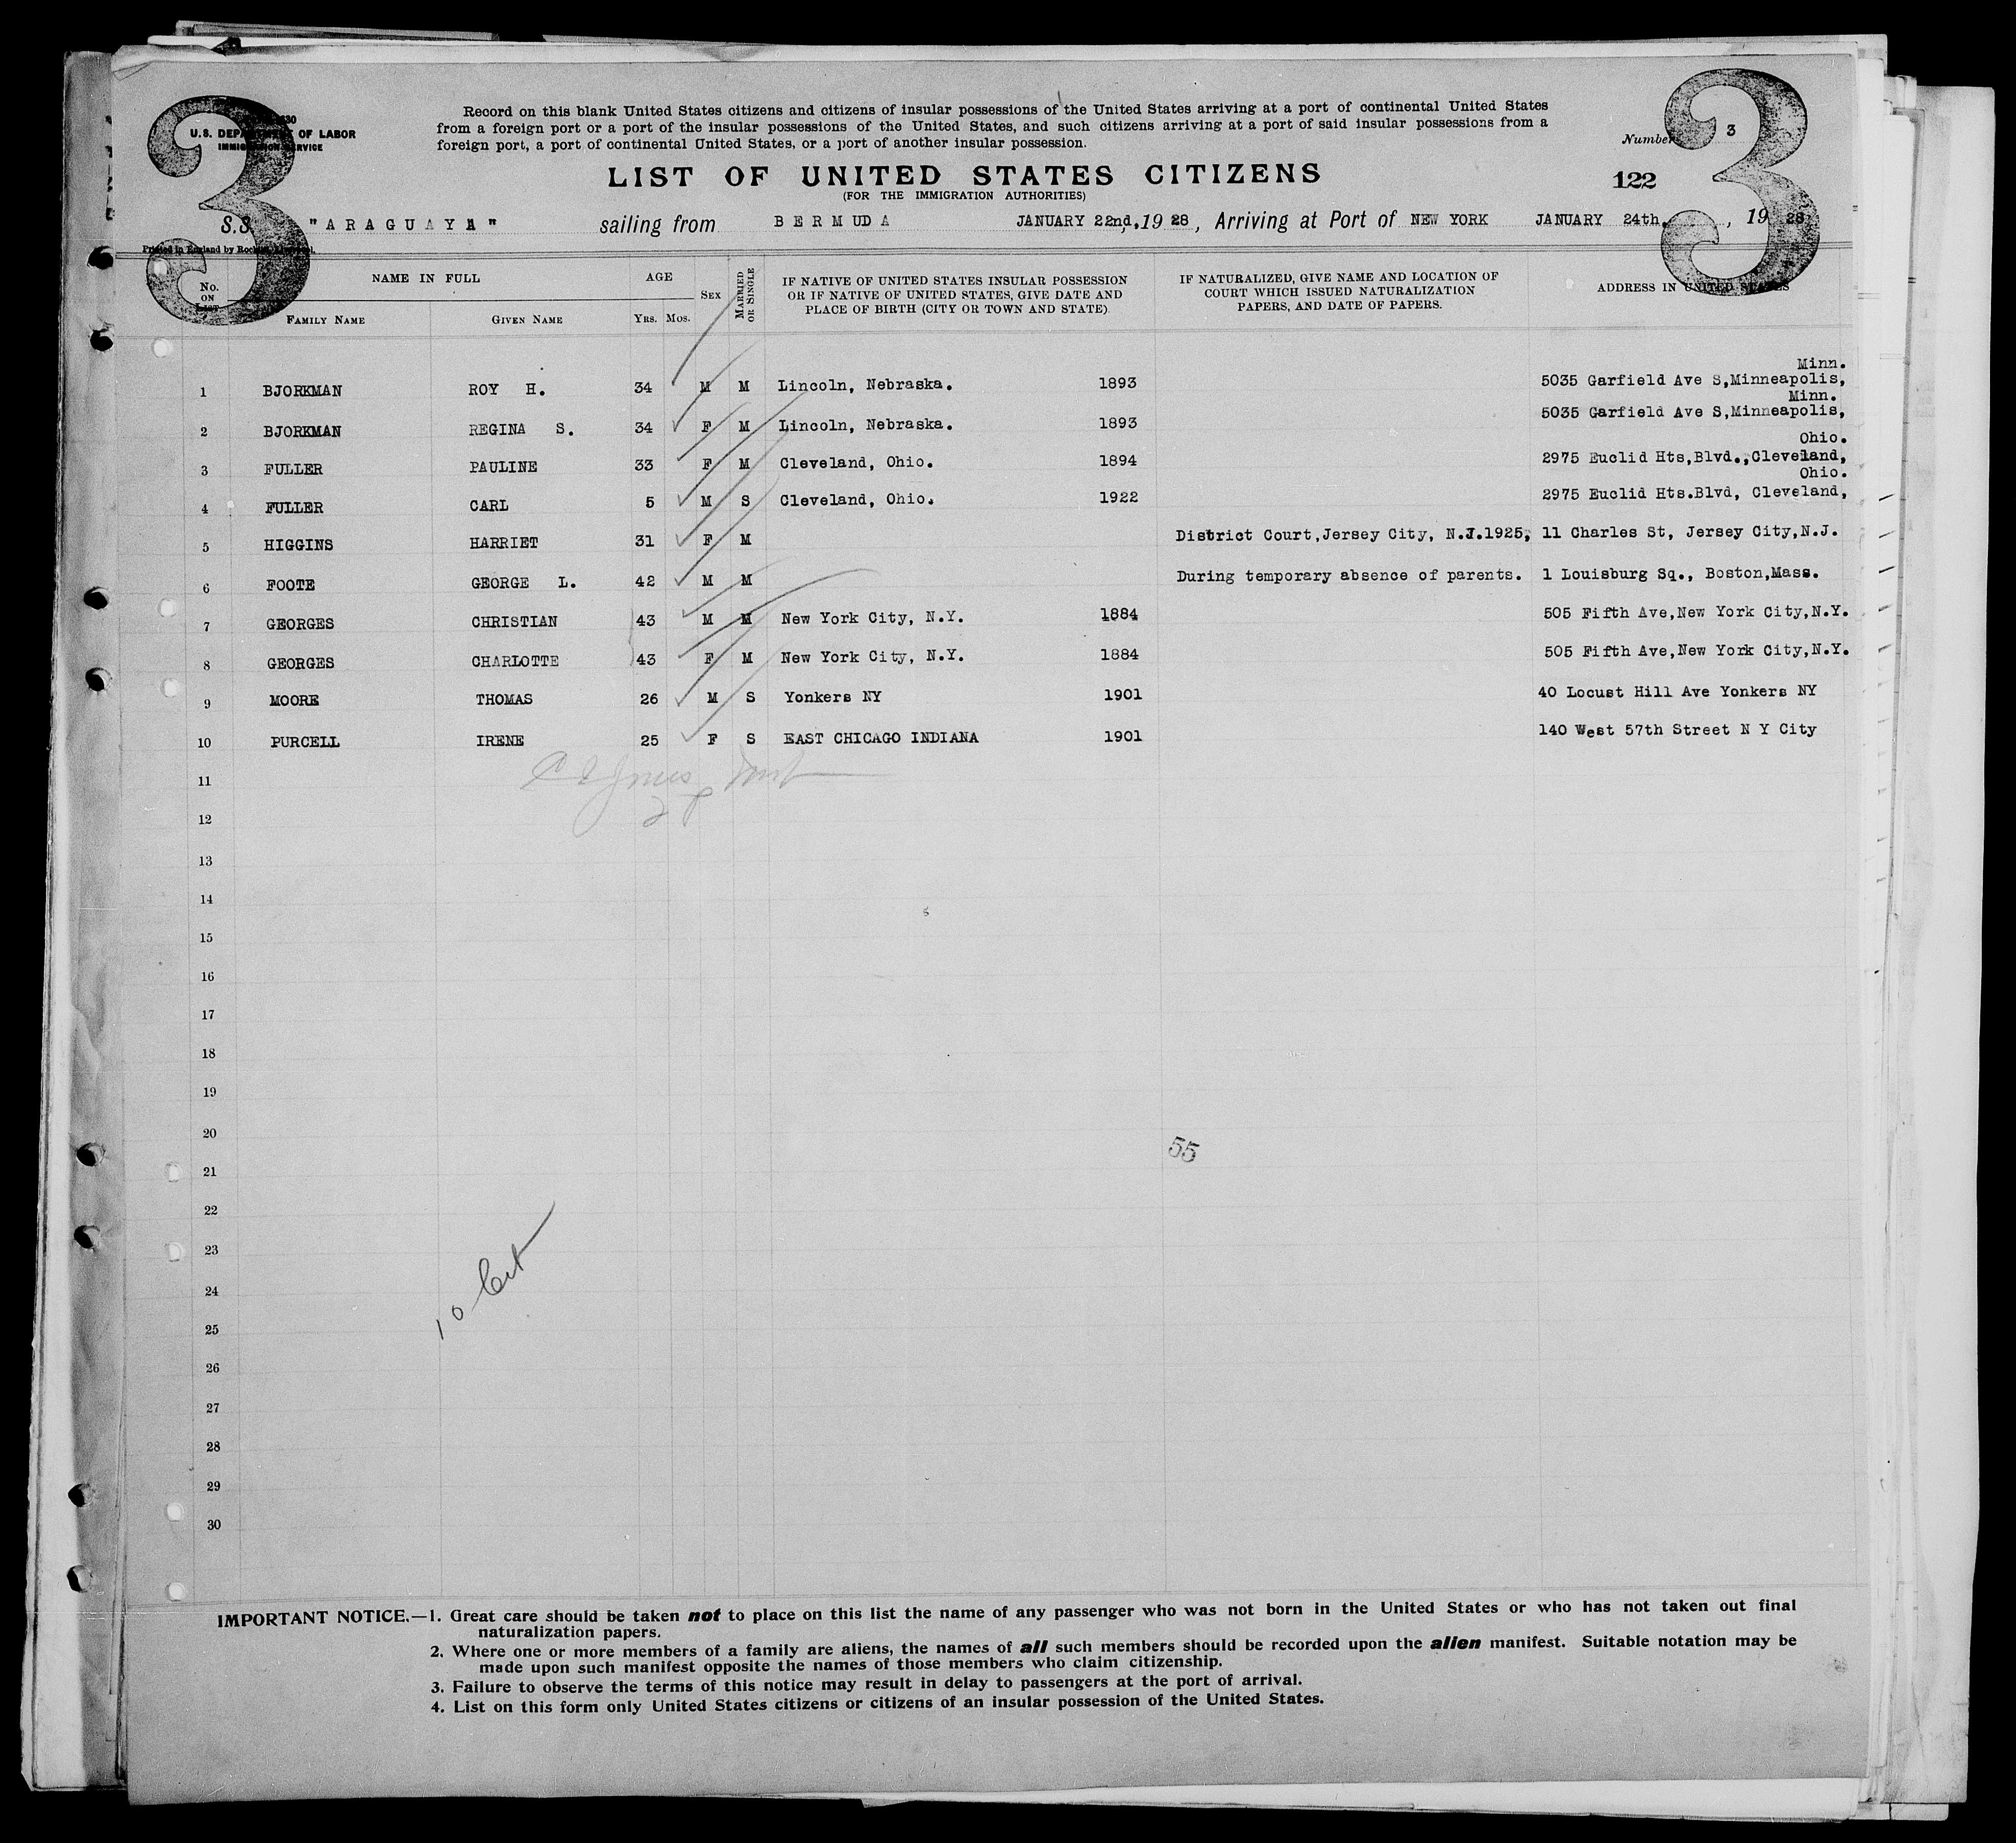 3
3
630
U.S. DEPARTMENT OF LABOR
IMMIGRATION SERVICE
Record on this blank United States citizens and citizens of insular possessions of the United States arriving at a port of continental United States
from a foreign port or a port of the insular possessions of the United States, and such citizens arriving at a port of said insular possessions from a
foreign port, a port of continental United States, or a port of another insular possession.
Number 3
LIST OF UNITED STATES CITIZENS
(FOR THE IMMIGRATION AUTHORITIES)
122
S.S. "ARAGUAYA" sailing from BERMUDA JANUARY 22nd, 1928, Arriving at Port of NEW YORK JANUARY 24th, 1928
Printed in England by
No. ON LIST
NAME IN FULL
FAMILY NAME GIVEN NAME
AGE
YRS. MOS.
SEX
MARRIED OR SINGLE
IF NATIVE OF UNITED STATES INSULAR POSSESSION
OR IF NATIVE OF UNITED STATES, GIVE DATE AND
PLACE OF BIRTH (CITY OR TOWN AND STATE)
IF NATURALIZED, GIVE NAME AND LOCATION OF
COURT WHICH ISSUED NATURALIZATION
PAPERS, AND DATE OF PAPERS.
ADDRESS IN UNITED STATES
Minn.
1 BJORKMAN ROY H. 34 M M Lincoln, Nebraska. 1893 5035 Garfield Ave S,Minneapolis,
Minn.
2 BJORKMAN REGINA S. 34 F M Lincoln, Nebraska. 1893 5035 Garfield Ave S,Minneapolis,
Ohio.
3 FULLER PAULINE 33 F M Cleveland, Ohio. 1894 2975 Euclid Hts,Blvd.,Cleveland,
Ohio.
4 FULLER CARL 5 M S Cleveland, Ohio. 1922 2975 Euclid Hts.Blvd, Cleveland,
5 HIGGINS HARRIET 31 F M District Court,Jersey City, N.J.1925, 11 Charles St, Jersey City,N.J.
6 FOOTE GEORGE L. 42 M M During temporary absence of parents. 1 Louisburg Sq., Boston,Mass.
7 GEORGES CHRISTIAN 43 M M New York City, N.Y. 1884 505 Fifth Ave,New York City,N.Y.
8 GEORGES CHARLOTTE 43 F M New York City, N.Y. 1884 505 Fifth Ave,New York City,N.Y.
9 MOORE THOMAS 26 M S Yonkers NY 1901 40 Locust Hill Ave Yonkers NY
10 PURCELL IRENE 25 F S EAST CHICAGO INDIANA 1901 140 West 57th Street N Y City
11
12
13
14
15
16
17
18
19
20
55
21
22
23
24
10 Cit
25
26
27
28
29
30
IMPORTANT NOTICE.—1. Great care should be taken not to place on this list the name of any passenger who was not born in the United States or who has not taken out final
naturalization papers.
2. Where one or more members of a family are aliens, the names of all such members should be recorded upon the alien manifest. Suitable notation may be
made upon such manifest opposite the names of those members who claim citizenship.
3. Failure to observe the terms of this notice may result in delay to passengers at the port of arrival.
4. List on this form only United States citizens or citizens of an insular possession of the United States.